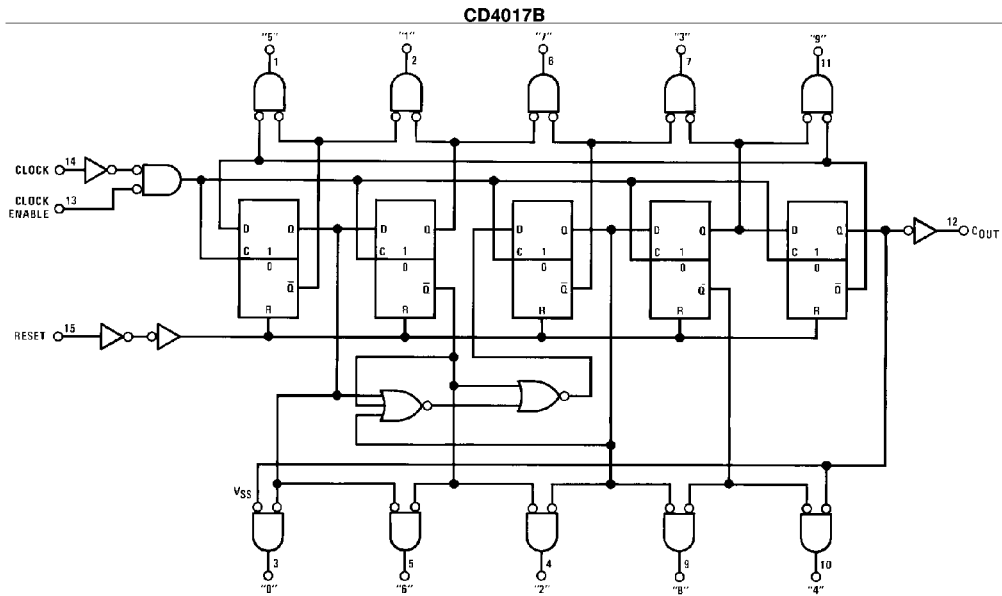 CD4017B
"5" "1" "7" "3" "9"
1 2 6 7 11
CLOCK 14
CLOCK ENABLE 13
D Q D Q D Q D Q D Q 12 COUT
C 1 C 1 C 1 C 1 C 1
0 0 0 0 0
Q̅ Q̅ Q̅ Q̅ Q̅
R R R R R
RESET 15
VSS
3 5 4 9 10
"0" "6" "2" "8" "4"